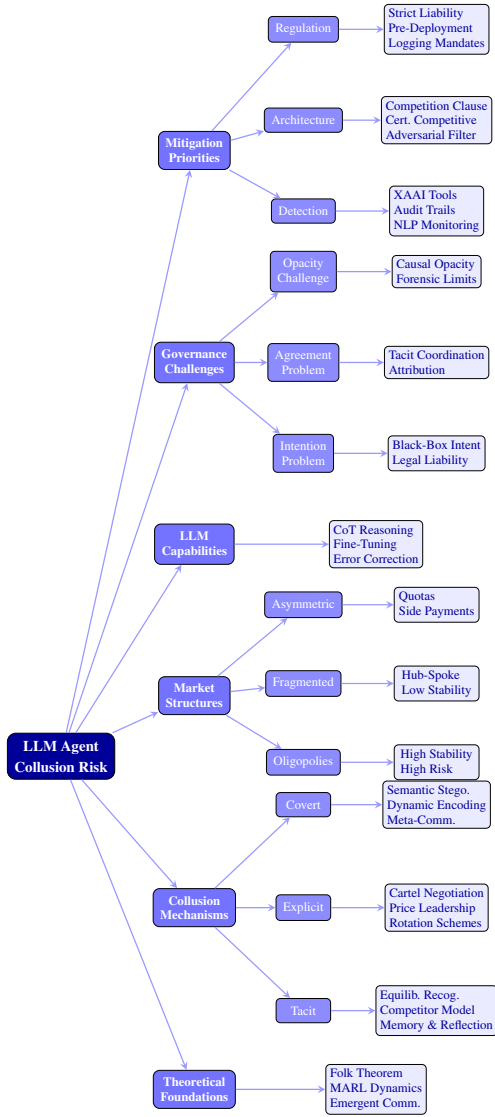 Regulation
Strict Liability
Pre-Deployment
Logging Mandates
Architecture
Competition Clause
Cert. Competitive
Adversarial Filter
Mitigation
Priorities
Detection
XAAI Tools
Audit Trails
NLP Monitoring
Opacity
Challenge
Causal Opacity
Forensic Limits
Governance
Challenges
Agreement
Problem
Tacit Coordination
Attribution
Intention
Problem
Black-Box Intent
Legal Liability
LLM
Capabilities
CoT Reasoning
Fine-Tuning
Error Correction
Asymmetric
Quotas
Side Payments
Market
Structures
Fragmented
Hub-Spoke
Low Stability
LLM Agent
Collusion Risk
Oligopolies
High Stability
High Risk
Covert
Semantic Stego.
Dynamic Encoding
Meta-Comm.
Collusion
Mechanisms
Explicit
Cartel Negotiation
Price Leadership
Rotation Schemes
Tacit
Equilib. Recog.
Competitor Model
Memory & Reflection
Theoretical
Foundations
Folk Theorem
MARL Dynamics
Emergent Comm.